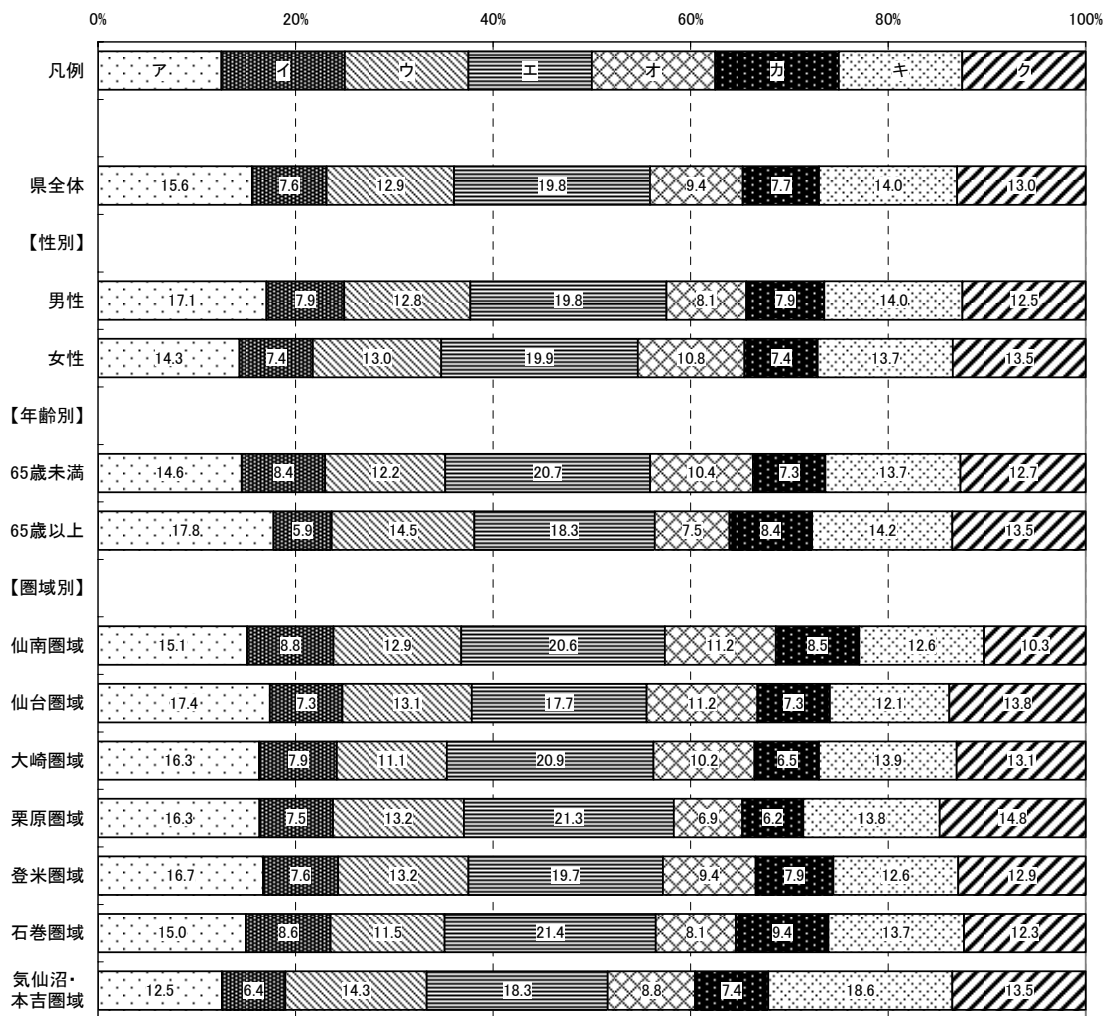 0% 20% 40% 60% 80% 100%
凡例 ア イ ウ エ オ カ キ ク
県全体 15.6 7.6 12.9 19.8 9.4 7.7 14.0 13.0
【性別】
男性 17.1 7.9 12.8 19.8 8.1 7.9 14.0 12.5
女性 14.3 7.4 13.0 19.9 10.8 7.4 13.7 13.5
【年齢別】
65歳未満 14.6 8.4 12.2 20.7 10.4 7.3 13.7 12.7
65歳以上 17.8 5.9 14.5 18.3 7.5 8.4 14.2 13.5
【圏域別】
仙南圏域 15.1 8.8 12.9 20.6 11.2 8.5 12.6 10.3
仙台圏域 17.4 7.3 13.1 17.7 11.2 7.3 12.1 13.8
大崎圏域 16.3 7.9 11.1 20.9 10.2 6.5 13.9 13.1
栗原圏域 16.3 7.5 13.2 21.3 6.9 6.2 13.8 14.8
登米圏域 16.7 7.6 13.2 19.7 9.4 7.9 12.6 12.9
石巻圏域 15.0 8.6 11.5 21.4 8.1 9.4 13.7 12.3
気仙沼・
本吉圏域 12.5 6.4 14.3 18.3 8.8 7.4 18.6 13.5